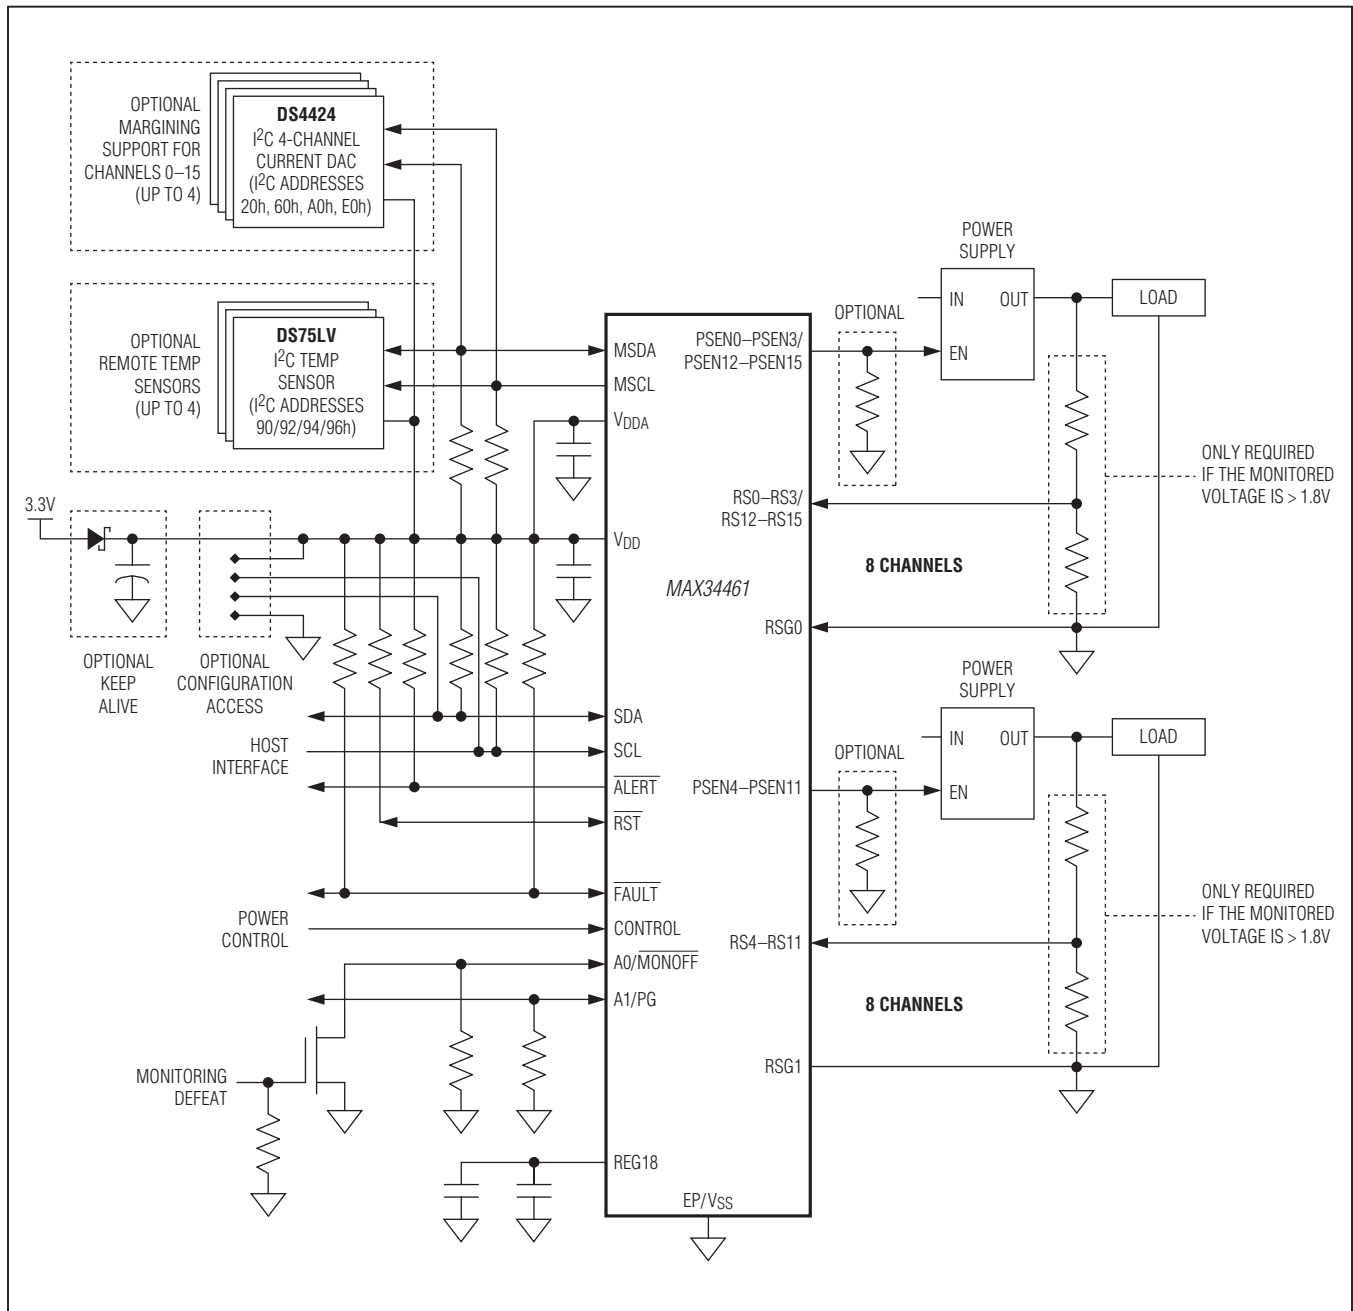 OPTIONAL
MARGINING
SUPPORT FOR
CHANNELS 0–15
(UP TO 4)
DS4424
I2C 4-CHANNEL
CURRENT DAC
(I2C ADDRESSES
20h, 60h, A0h, E0h)
OPTIONAL
REMOTE TEMP
SENSORS
(UP TO 4)
DS75LV
I2C TEMP
SENSOR
(I2C ADDRESSES
90/92/94/96h)
3.3V
OPTIONAL
KEEP
ALIVE
OPTIONAL
CONFIGURATION
ACCESS
HOST
INTERFACE
POWER
CONTROL
MONITORING
DEFEAT
MSDA
MSCL
VDDA
VDD
SDA
SCL
ALERT
RST
FAULT
CONTROL
A0/MONOFF
A1/PG
REG18
EP/VSS
MAX34461
PSEN0–PSEN3/
PSEN12–PSEN15
RS0–RS3/
RS12–RS15
RSG0
PSEN4–PSEN11
RS4–RS11
RSG1
OPTIONAL
POWER
SUPPLY
IN
OUT
EN
LOAD
ONLY REQUIRED
IF THE MONITORED
VOLTAGE IS > 1.8V
8 CHANNELS
OPTIONAL
POWER
SUPPLY
IN
OUT
EN
LOAD
ONLY REQUIRED
IF THE MONITORED
VOLTAGE IS > 1.8V
8 CHANNELS